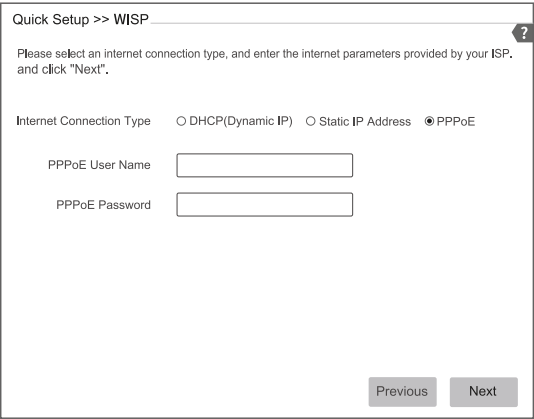 Quick Setup >> WISP
?
Please select an internet connection type, and enter the internet parameters provided by your ISP.
and click "Next".
Internet Connection Type DHCP(Dynamic IP) Static IP Address PPPoE
PPPoE User Name
PPPoE Password
Previous Next